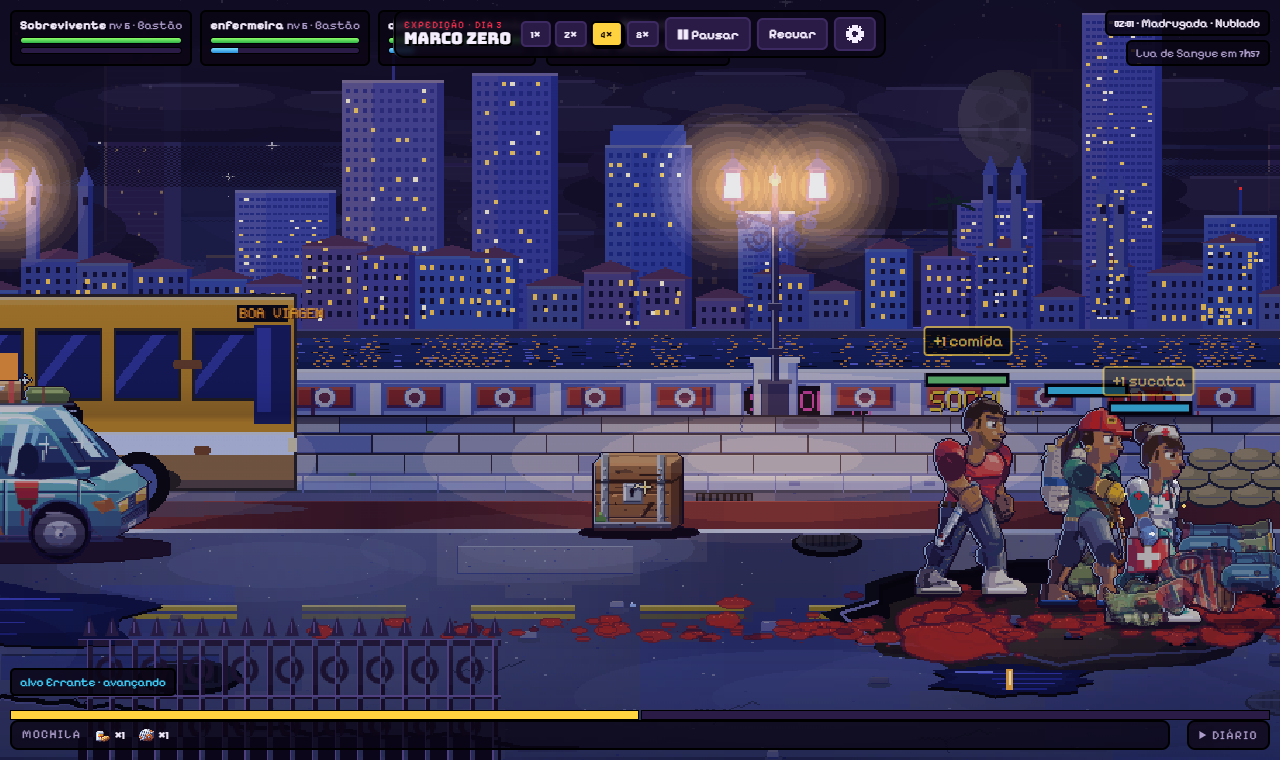 Sobrevivente nv 5 · Bastão
enfermeira nv 5 · Bastão
EXPEDIÇÃO · DIA 3
MARCO ZERO
1×
2×
4×
8×
Pausar
Recuar
02:01 · Madrugada · Nublado
Lua de Sangue em 7h57
BOA VIAGEM
+1 comida
+1 sucata
alvo Errante · avançando
MOCHILA
×1
×1
DIÁRIO